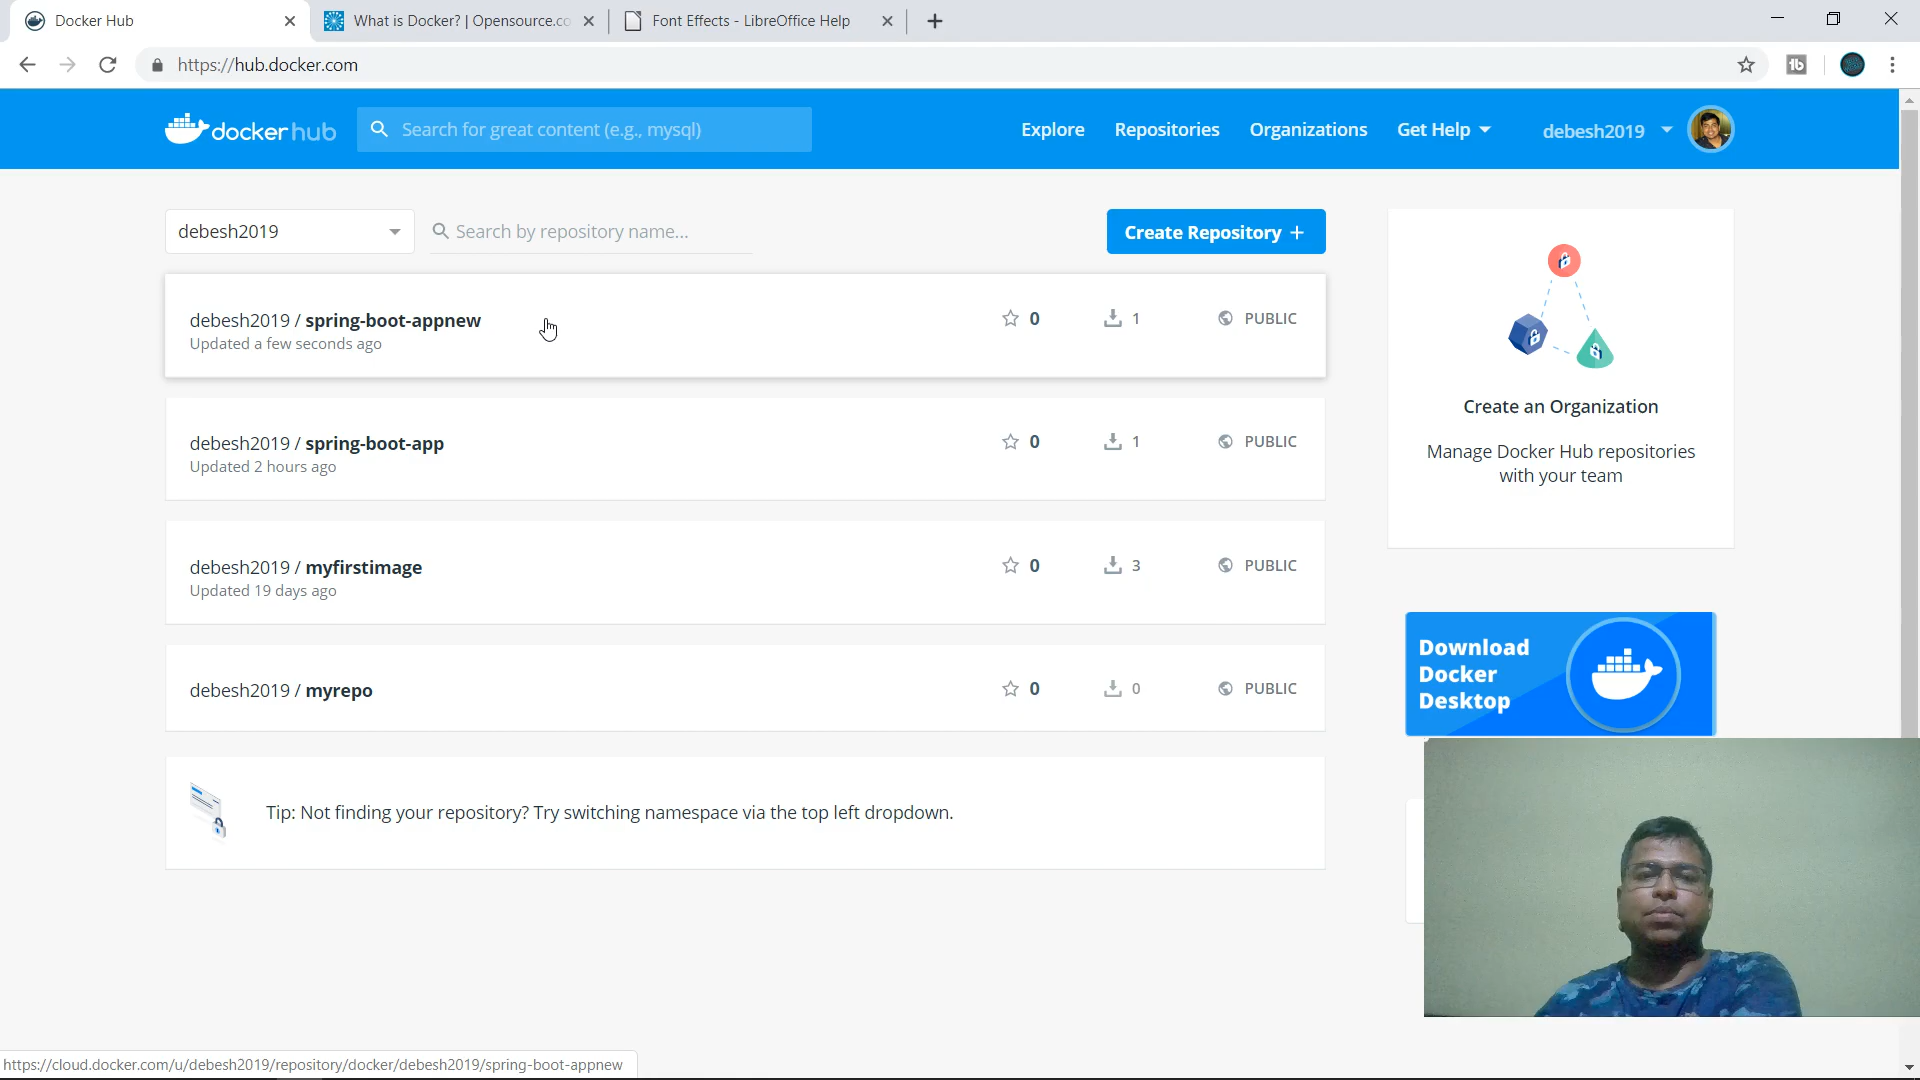 Docker Hub
What is Docker? | Opensource.co
Font Effects - LibreOffice Help
https://hub.docker.com
docker hub
Search for great content (e.g., mysql)
Explore
Repositories
Organizations
Get Help
debesh2019
debesh2019
Search by repository name...
Create Repository +
debesh2019 / spring-boot-appnew
Updated a few seconds ago
0
1
PUBLIC
debesh2019 / spring-boot-app
Updated 2 hours ago
0
1
PUBLIC
debesh2019 / myfirstimage
Updated 19 days ago
0
3
PUBLIC
debesh2019 / myrepo
0
0
PUBLIC
Tip: Not finding your repository? Try switching namespace via the top left dropdown.
Create an Organization
Manage Docker Hub repositories
with your team
Download
Docker
Desktop
https://cloud.docker.com/u/debesh2019/repository/docker/debesh2019/spring-boot-appnew